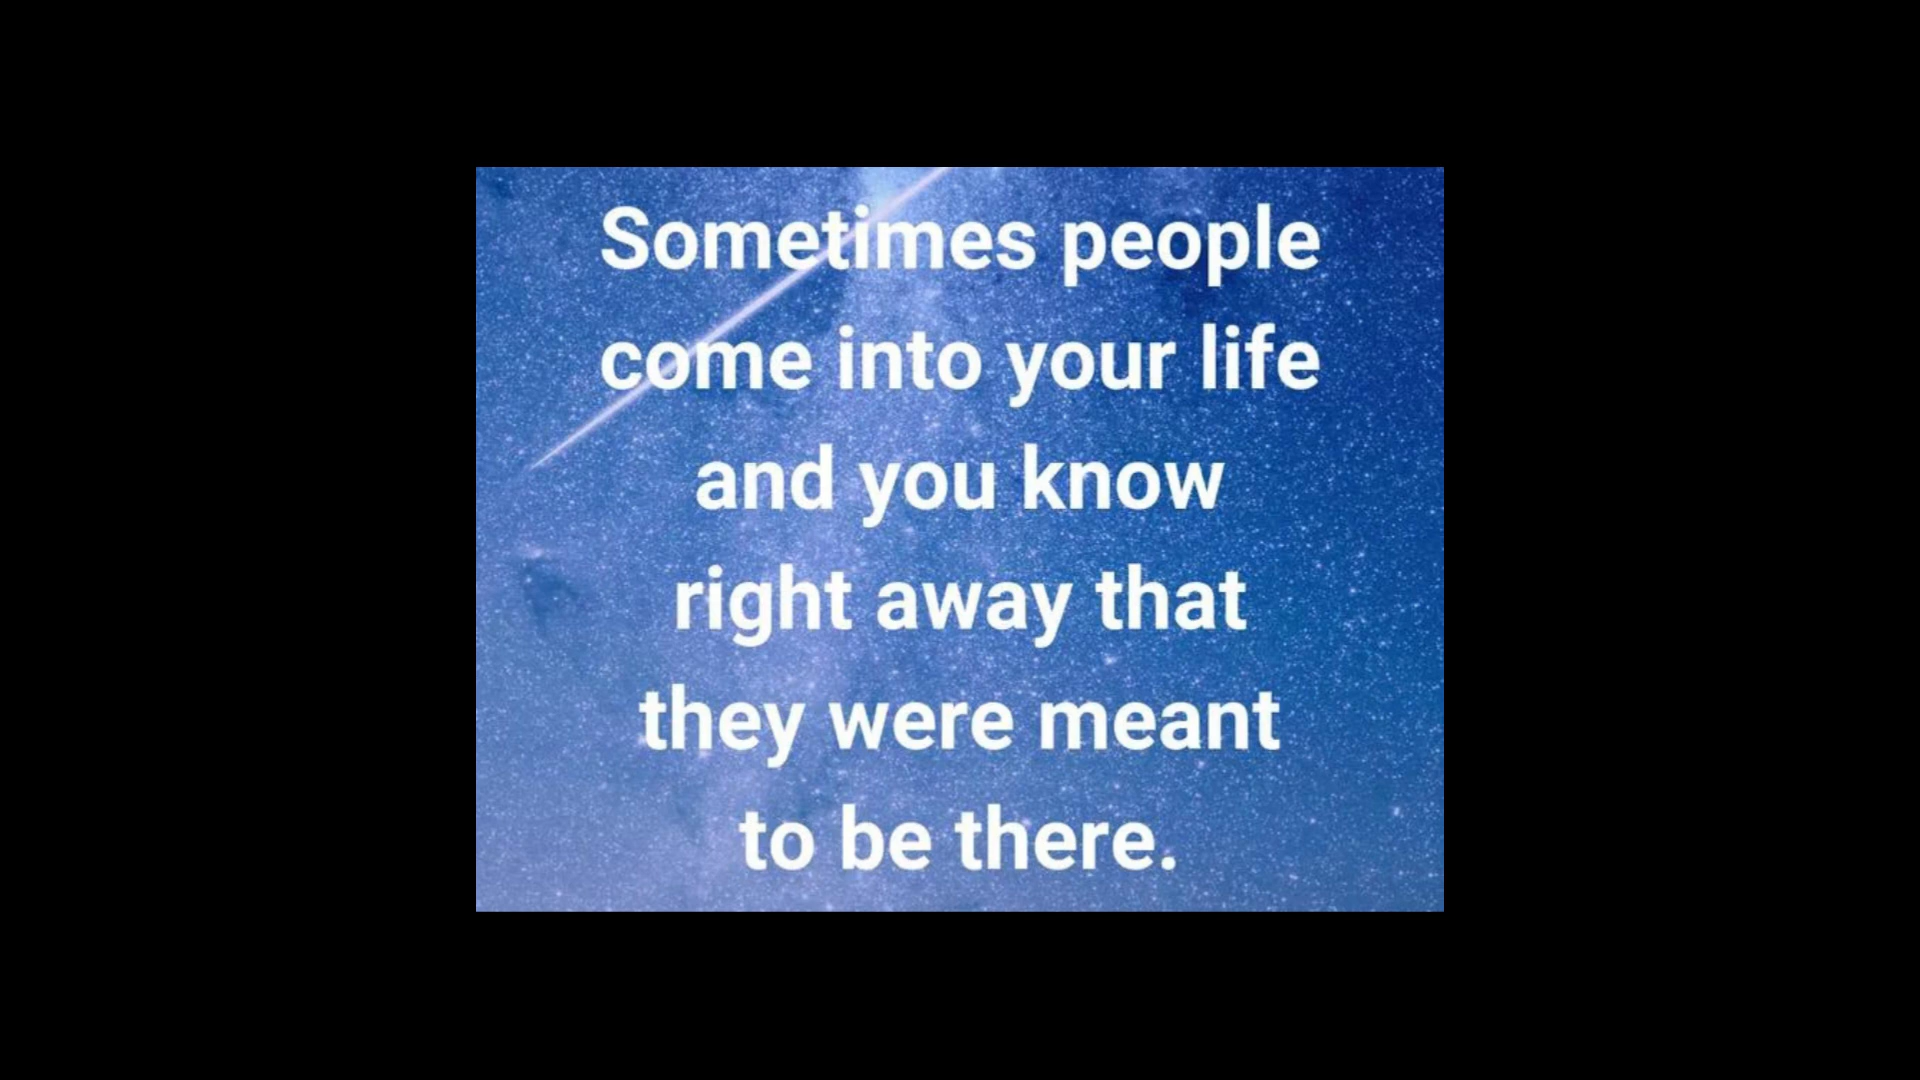 Sometimes people
come into your life
and you know
right away that
they were meant
to be there.